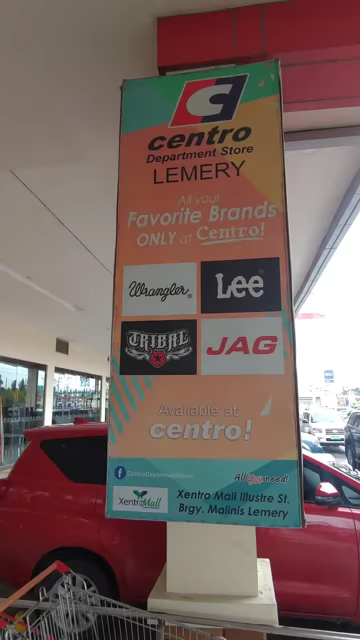 C
centro
Department Store
LEMERY
All your
Favorite Brands
ONLY at Centro!
Wrangler®
Lee®
TRIBAL
JAG
Available at
centro!
f CentroDepartmentStore
All you need!
XentroMall
Xentro Mall Illustre St.
Brgy. Malinis Lemery